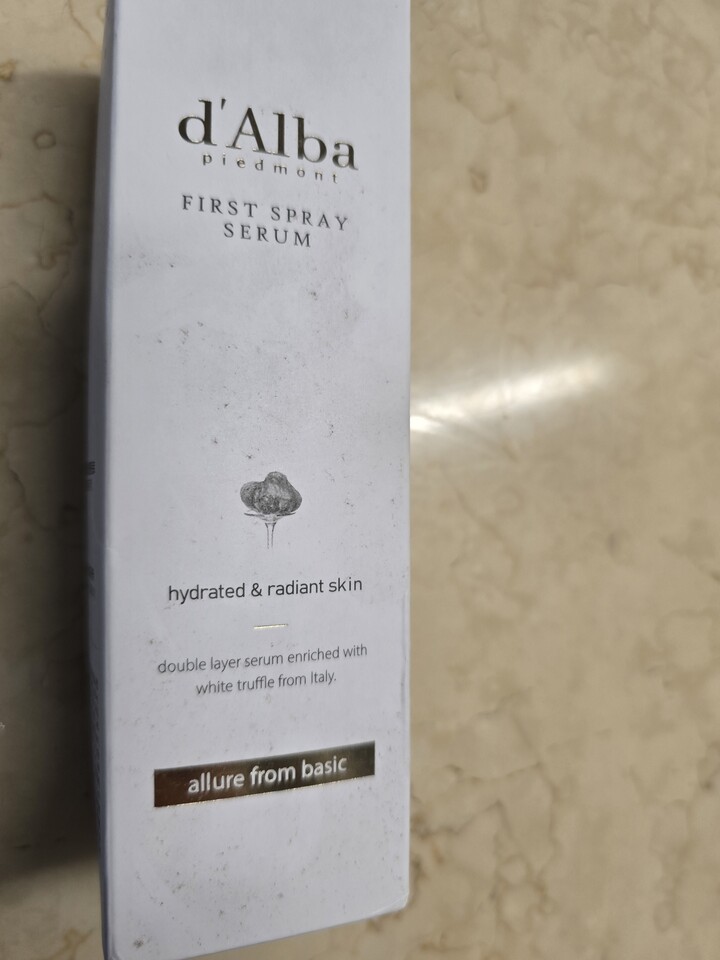 d'Alba
piedmont
FIRST SPRAY
SERUM
hydrated & radiant skin
double layer serum enriched with
white truffle from Italy.
allure from basic